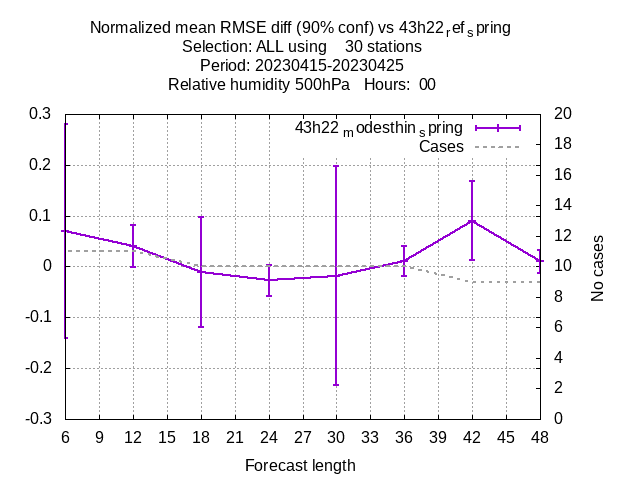 Normalized mean RMSE diff (90% conf) vs 43h22refspring
Selection: ALL using 30 stations
Period: 20230415-20230425
Relative humidity 500hPa Hours: 00
43h22modesthinspring
Cases
0.3
0.2
0.1
0
-0.1
-0.2
-0.3
20
18
16
14
12
10
8
6
4
2
0
No cases
6 9 12 15 18 21 24 27 30 33 36 39 42 45 48
Forecast length